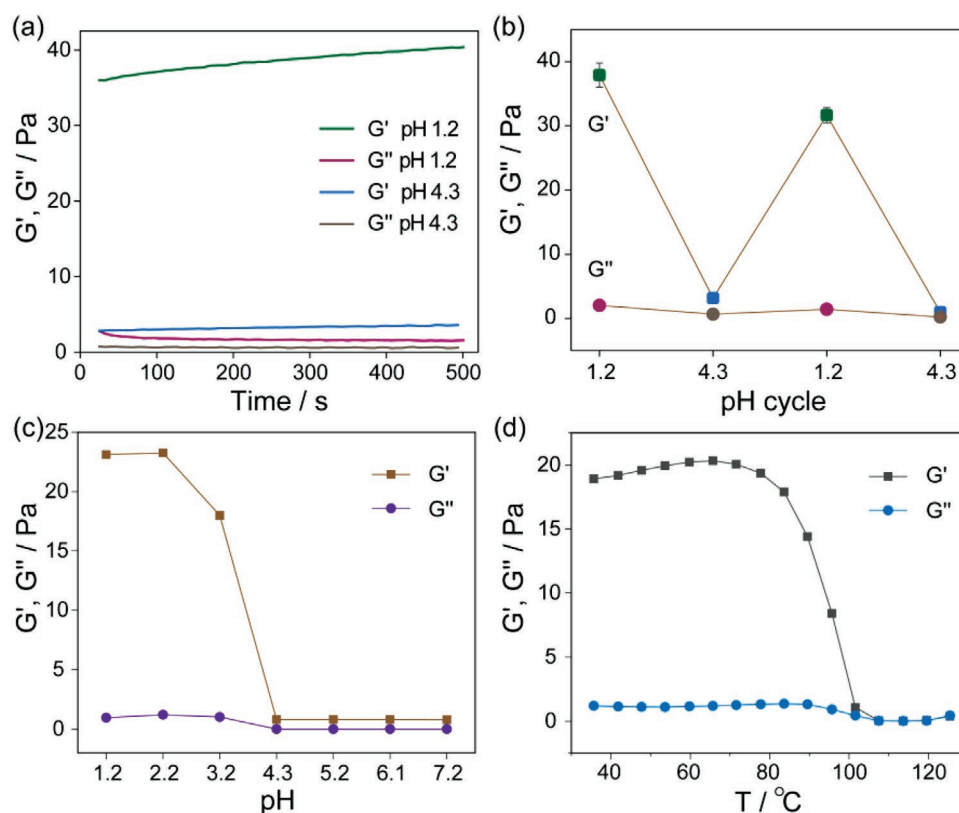 (a)
G', G'' / Pa
40
30
20
10
0
G' pH 1.2
G'' pH 1.2
G' pH 4.3
G'' pH 4.3
0 100 200 300 400 500
Time / s
(b)
G', G'' / Pa
40
30
20
10
0
G'
G''
1.2 4.3 1.2 4.3
pH cycle
(c)
G', G'' / Pa
25
20
15
10
5
0
G'
G''
1.2 2.2 3.2 4.3 5.2 6.1 7.2
pH
(d)
G', G'' / Pa
20
15
10
5
0
G'
G''
40 60 80 100 120
T / °C